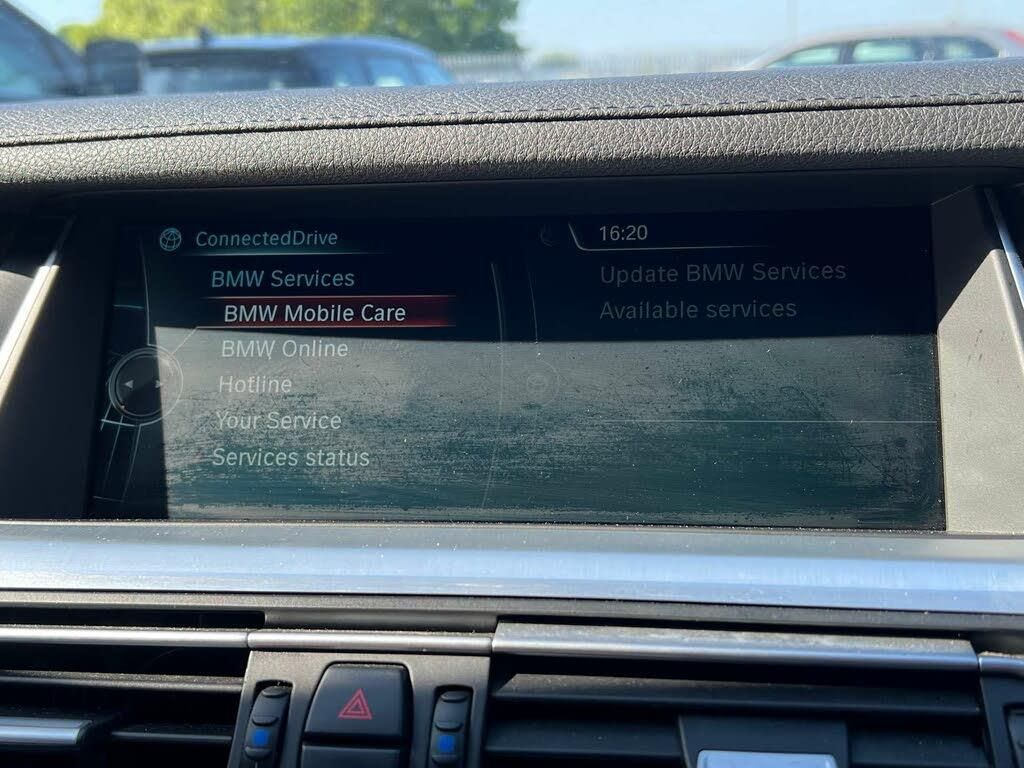 ConnectedDrive
BMW Services
BMW Mobile Care
BMW Online
Hotline
Your Service
Services status
16:20
Update BMW Services
Available services